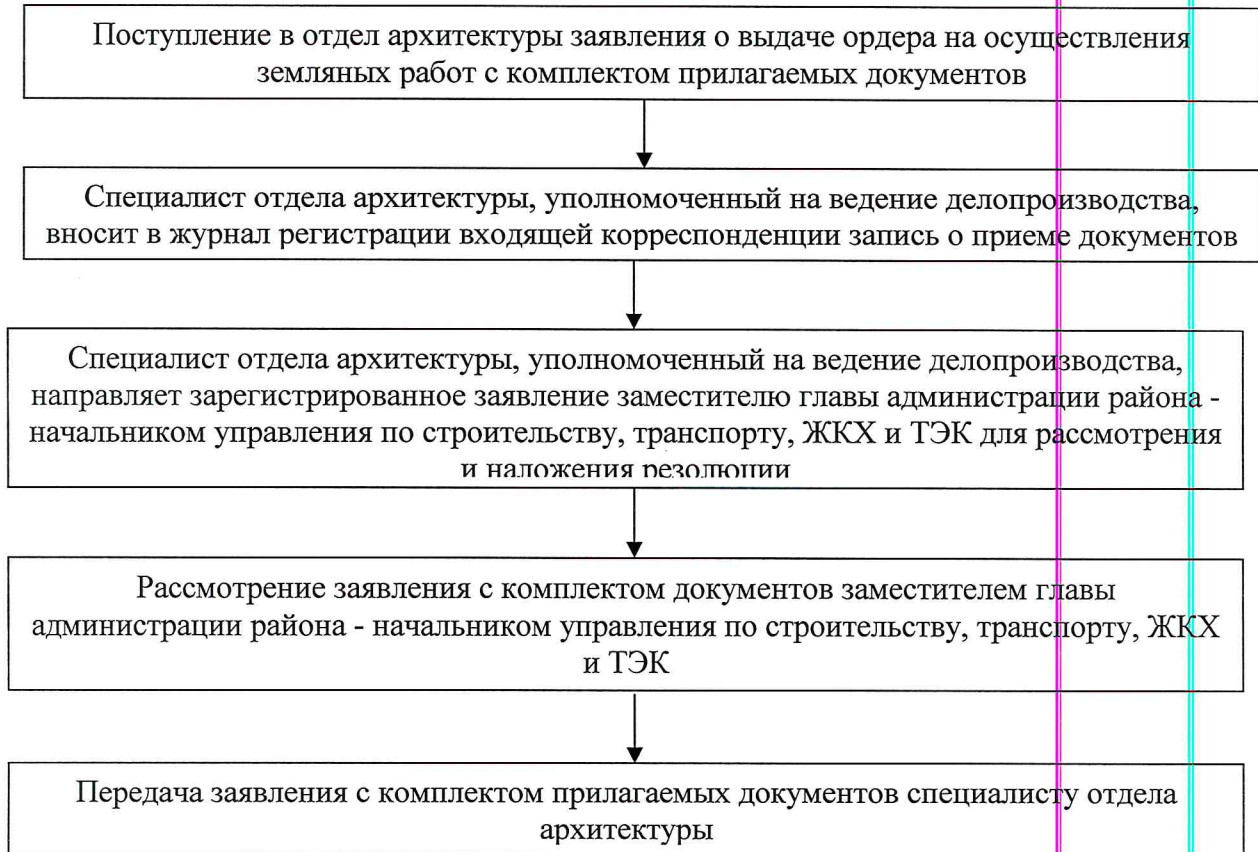 Поступление в отдел архитектуры заявления о выдаче ордера на осуществления
земляных работ с комплектом прилагаемых документов
Специалист отдела архитектуры, уполномоченный на ведение делопроизводства,
вносит в журнал регистрации входящей корреспонденции запись о приеме документов
Специалист отдела архитектуры, уполномоченный на ведение делопроизводства,
направляет зарегистрированное заявление заместителю главы администрации района -
начальником управления по строительству, транспорту, ЖКХ и ТЭК для рассмотрения
и наложения резолюции
Рассмотрение заявления с комплектом документов заместителем главы
администрации района - начальником управления по строительству, транспорту, ЖКХ
и ТЭК
Передача заявления с комплектом прилагаемых документов специалисту отдела
архитектуры